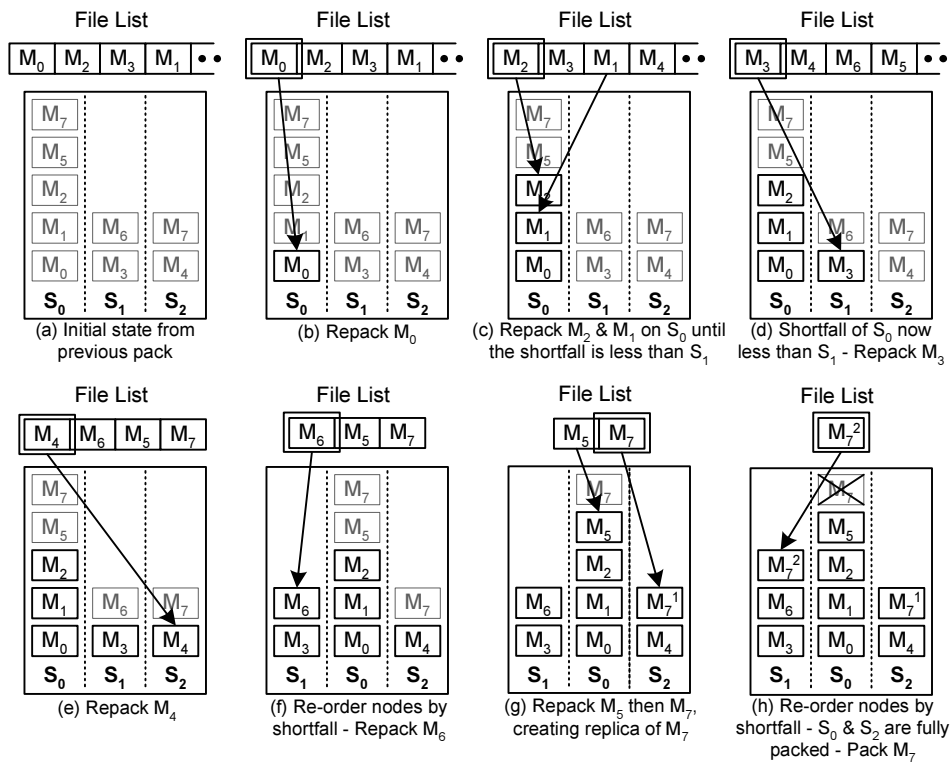 File List
M0 M2 M3 M1 ••
M7
M5
M2
M1 M6 M7
M0 M3 M4
S0 S1 S2
(a) Initial state from
previous pack
File List
M0 M2 M3 M1 ••
M7
M5
M2
M1 M6 M7
M0 M3 M4
S0 S1 S2
(b) Repack M0
File List
M2 M3 M1 M4 ••
M7
M5
M2
M1 M6 M7
M0 M3 M4
S0 S1 S2
(c) Repack M2 & M1 on S0 until
the shortfall is less than S1
File List
M3 M4 M6 M5 ••
M7
M5
M2
M1 M6 M7
M0 M3 M4
S0 S1 S2
(d) Shortfall of S0 now
less than S1 - Repack M3
File List
M4 M6 M5 M7
M7
M5
M2
M1 M6 M7
M0 M3 M4
S0 S1 S2
(e) Repack M4
File List
M6 M5 M7
M7
M5
M2
M6 M1 M7
M3 M0 M4
S1 S0 S2
(f) Re-order nodes by
shortfall - Repack M6
File List
M5 M7
M7
M5
M2
M6 M1 M7¹
M3 M0 M4
S1 S0 S2
(g) Repack M5 then M7,
creating replica of M7
File List
M7²
M7
M5
M7² M2
M6 M1 M7¹
M3 M0 M4
S1 S0 S2
(h) Re-order nodes by
shortfall - S0 & S2 are fully
packed - Pack M7